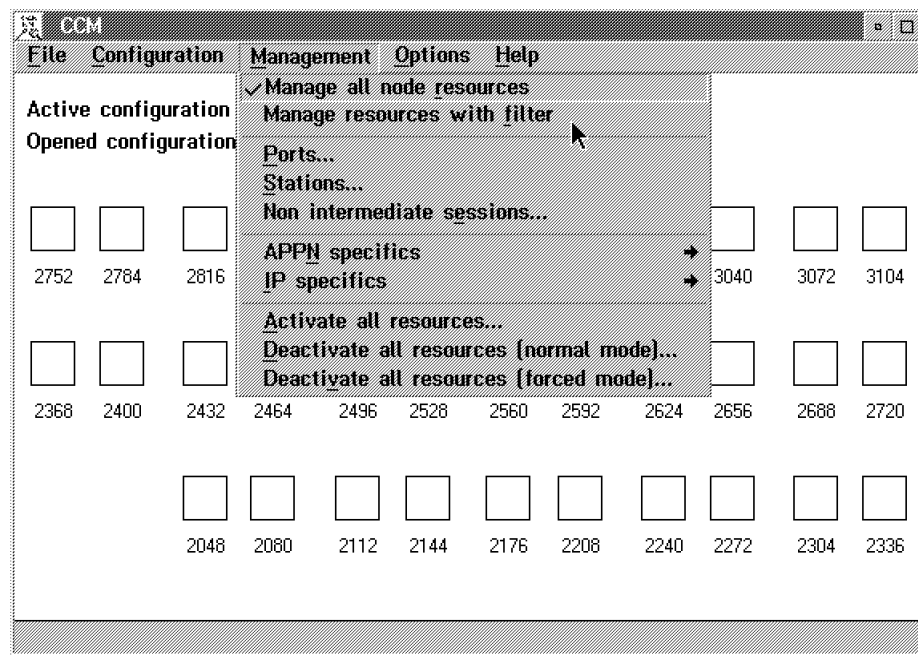 CCM
File Configuration Management Options Help
Manage all node resources
Active configuration
Manage resources with filter
Opened configuration
Ports...
Stations...
Non intermediate sessions...
APPN specifics
2752 2784 2816 3040 3072 3104
IP specifics
Activate all resources...
Deactivate all resources (normal mode)...
Deactivate all resources (forced mode)...
2368 2400 2432 2464 2496 2528 2560 2592 2624 2656 2688 2720
2048 2080 2112 2144 2176 2208 2240 2272 2304 2336